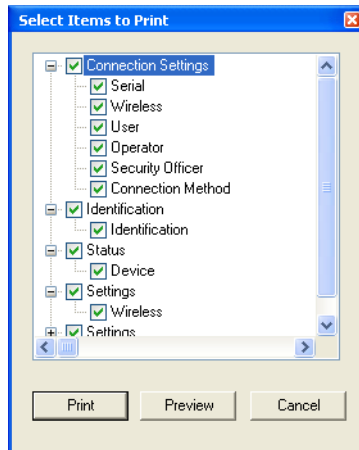 Select Items to Print
Connection Settings
Serial
Wireless
User
Operator
Security Officer
Connection Method
Identification
Identification
Status
Device
Settings
Wireless
Settings
Print Preview Cancel